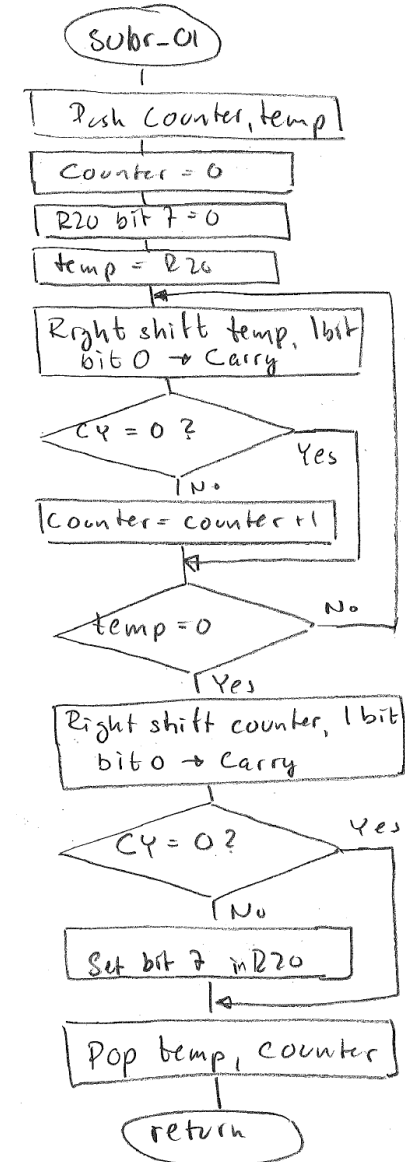 Subr_01
Push Counter, temp
Counter = 0
R20 bit 7 = 0
temp = R20
Right shift temp, 1bit
bit 0 → Carry
CY = 0 ?
Yes
No
Counter = counter + 1
temp = 0
No
Yes
Right shift counter, 1 bit
bit 0 → Carry
CY = 0 ?
Yes
No
Set bit 7 in R20
Pop temp, counter
return